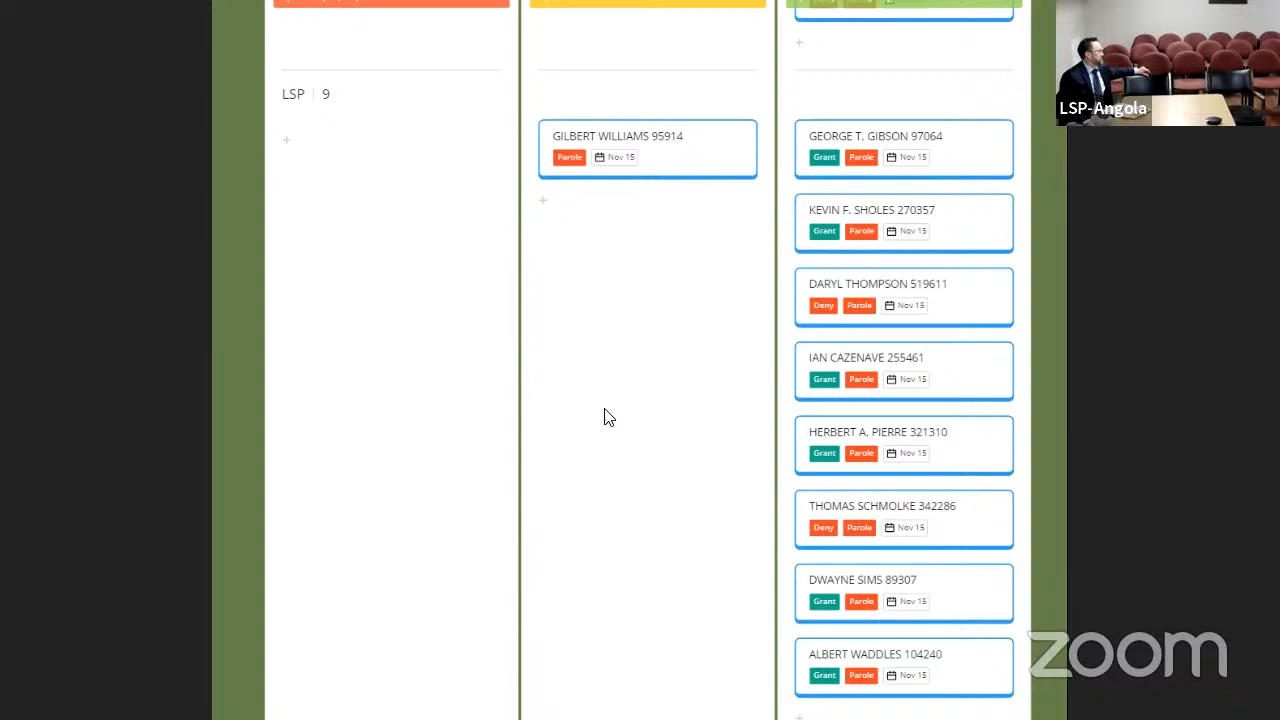 LSP 9
GILBERT WILLIAMS 95914
Parole Nov 15
GEORGE T. GIBSON 97064
Grant Parole Nov 15
KEVIN F. SHOLES 270357
Grant Parole Nov 15
DARYL THOMPSON 519611
Deny Parole Nov 15
IAN CAZENAVE 255461
Grant Parole Nov 15
HERBERT A. PIERRE 321310
Grant Parole Nov 15
THOMAS SCHMOLKE 342286
Deny Parole Nov 15
DWAYNE SIMS 89307
Grant Parole Nov 15
ALBERT WADDLES 104240
Grant Parole Nov 15
LSP-Angola
zoom